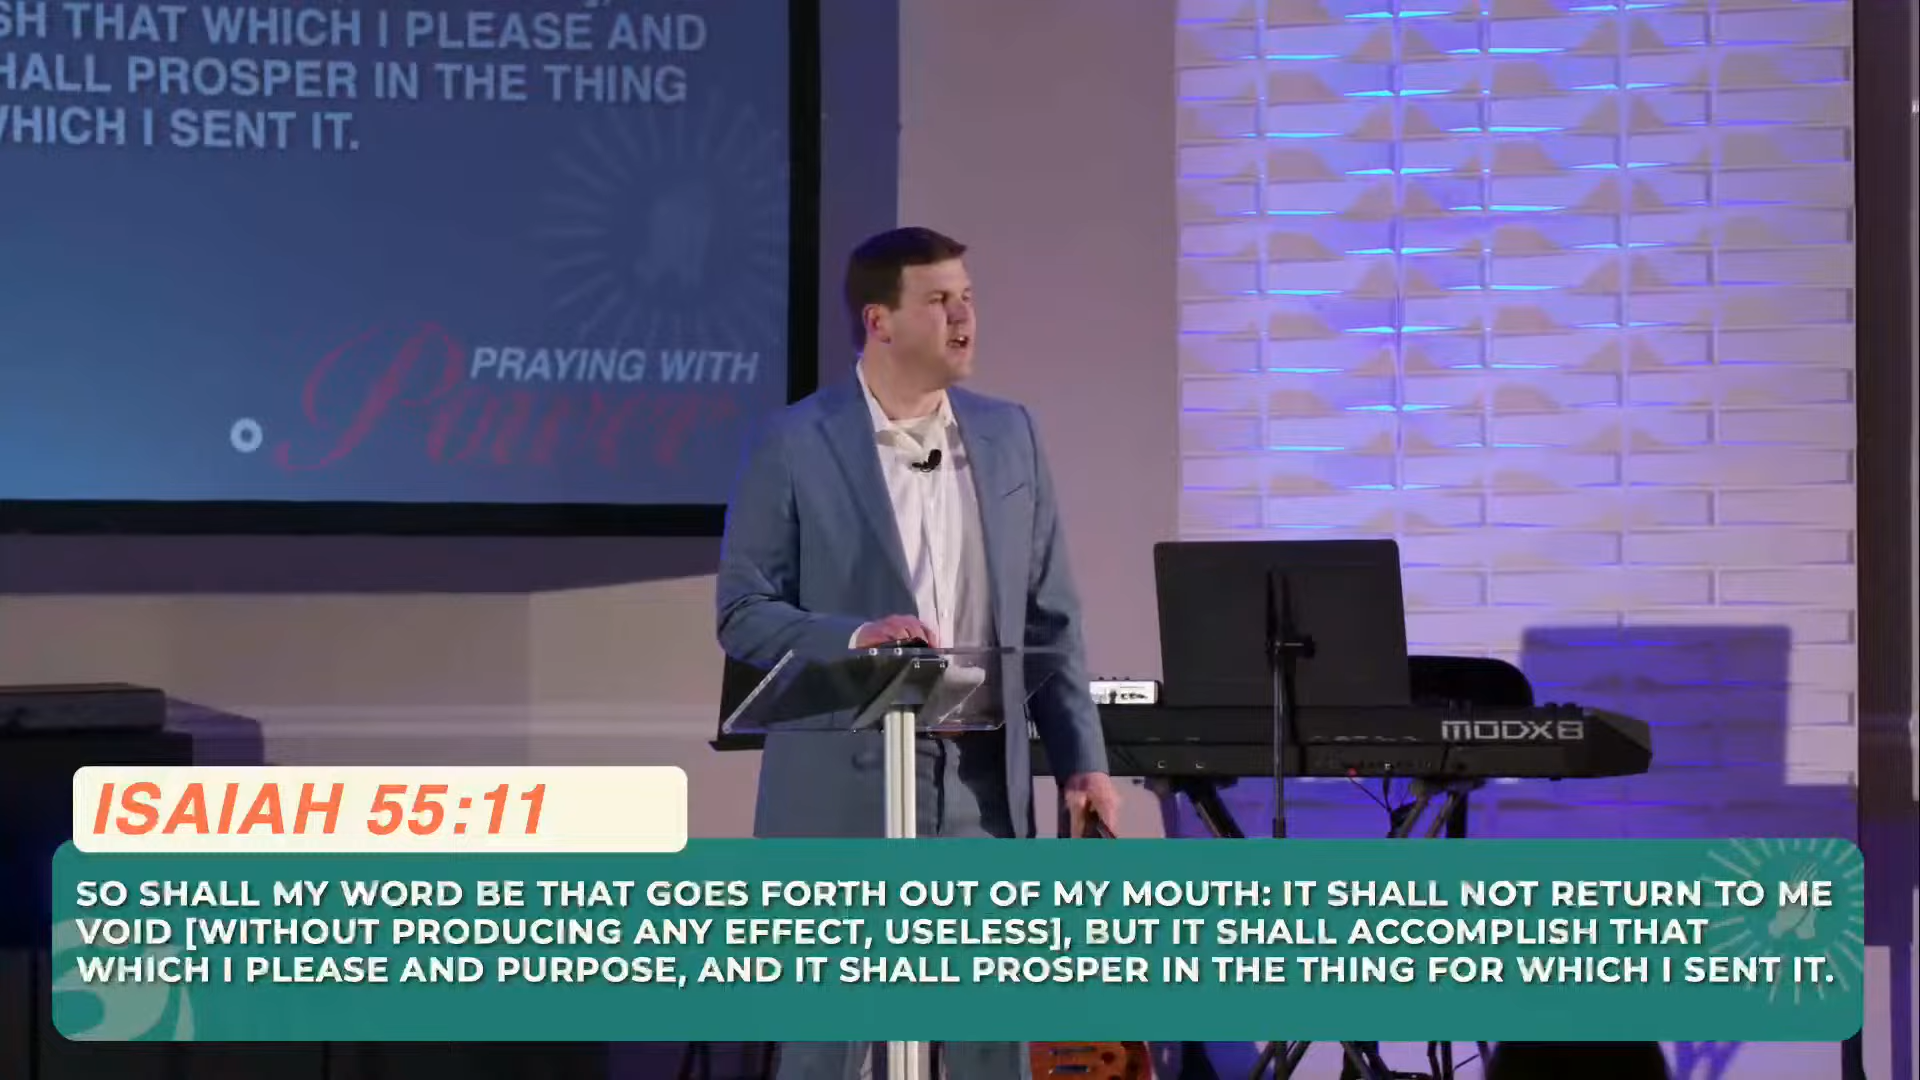 SH THAT WHICH I PLEASE AND
HALL PROSPER IN THE THING
WHICH I SENT IT.
PRAYING WITH
Power
MODX8
ISAIAH 55:11
SO SHALL MY WORD BE THAT GOES FORTH OUT OF MY MOUTH: IT SHALL NOT RETURN TO ME
VOID [WITHOUT PRODUCING ANY EFFECT, USELESS], BUT IT SHALL ACCOMPLISH THAT
WHICH I PLEASE AND PURPOSE, AND IT SHALL PROSPER IN THE THING FOR WHICH I SENT IT.